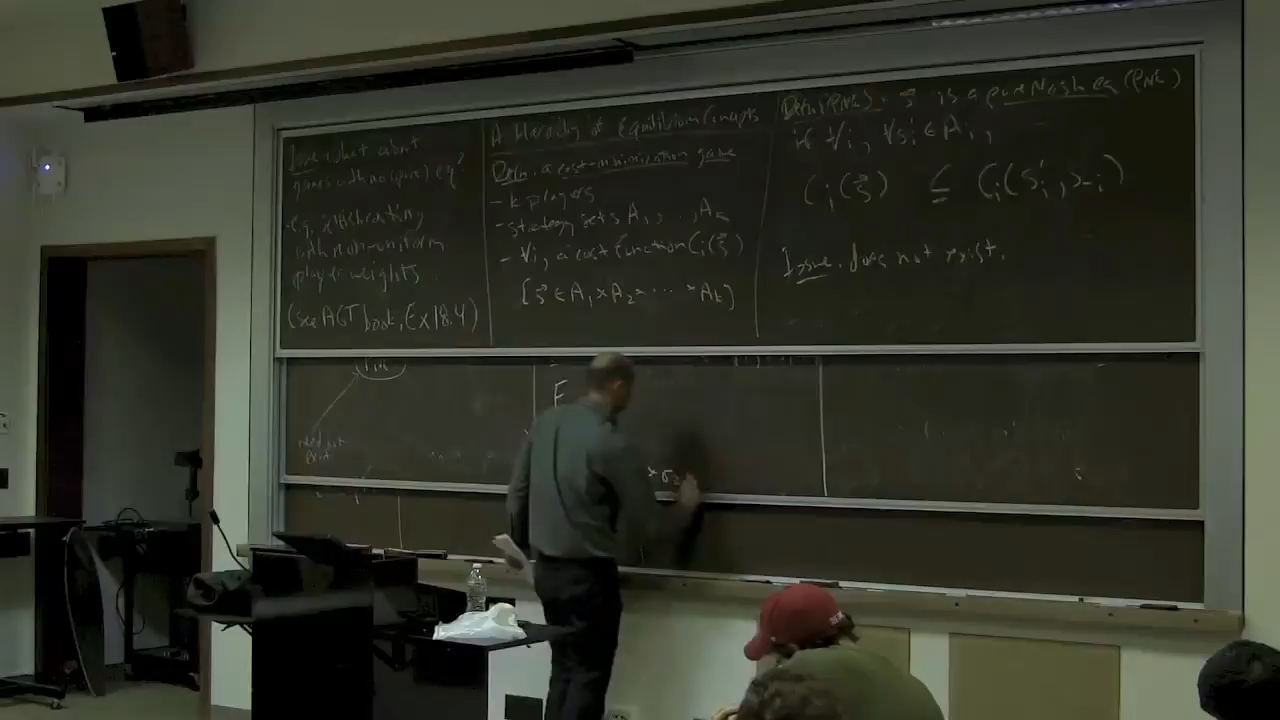 Issue: what about
games with no (pure) eq?
- e.g., atomic routing
with non-uniform
player weights
(see AGT book, Ex 18.4)
A Hierarchy of Equilibrium Concepts
Defn: a cost-minimization game
- k players
- strategy sets A₁, ..., Aₖ
- ∀i, a cost function Cᵢ(s⃗)
[s⃗ ∈ A₁ × A₂ × ... × Aₖ]
Defn (PNE): s⃗ is a pure Nash eq (PNE)
if ∀i, ∀sᵢ' ∈ Aᵢ,
Cᵢ(s⃗) ≤ Cᵢ(sᵢ', s₋ᵢ)
Issue: does not exist.
need not
exist
E
× σ₂